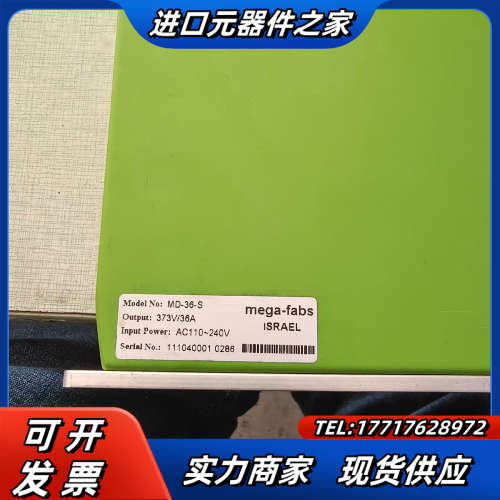 进口元器件之家
Model No: MD-36-S
Output: 373V/36A
Input Power: AC110~240V
Serial No.: 111040001 0286
mega-fabs
ISRAEL
TEL:17717628972
可开
发票
实力商家 现货供应